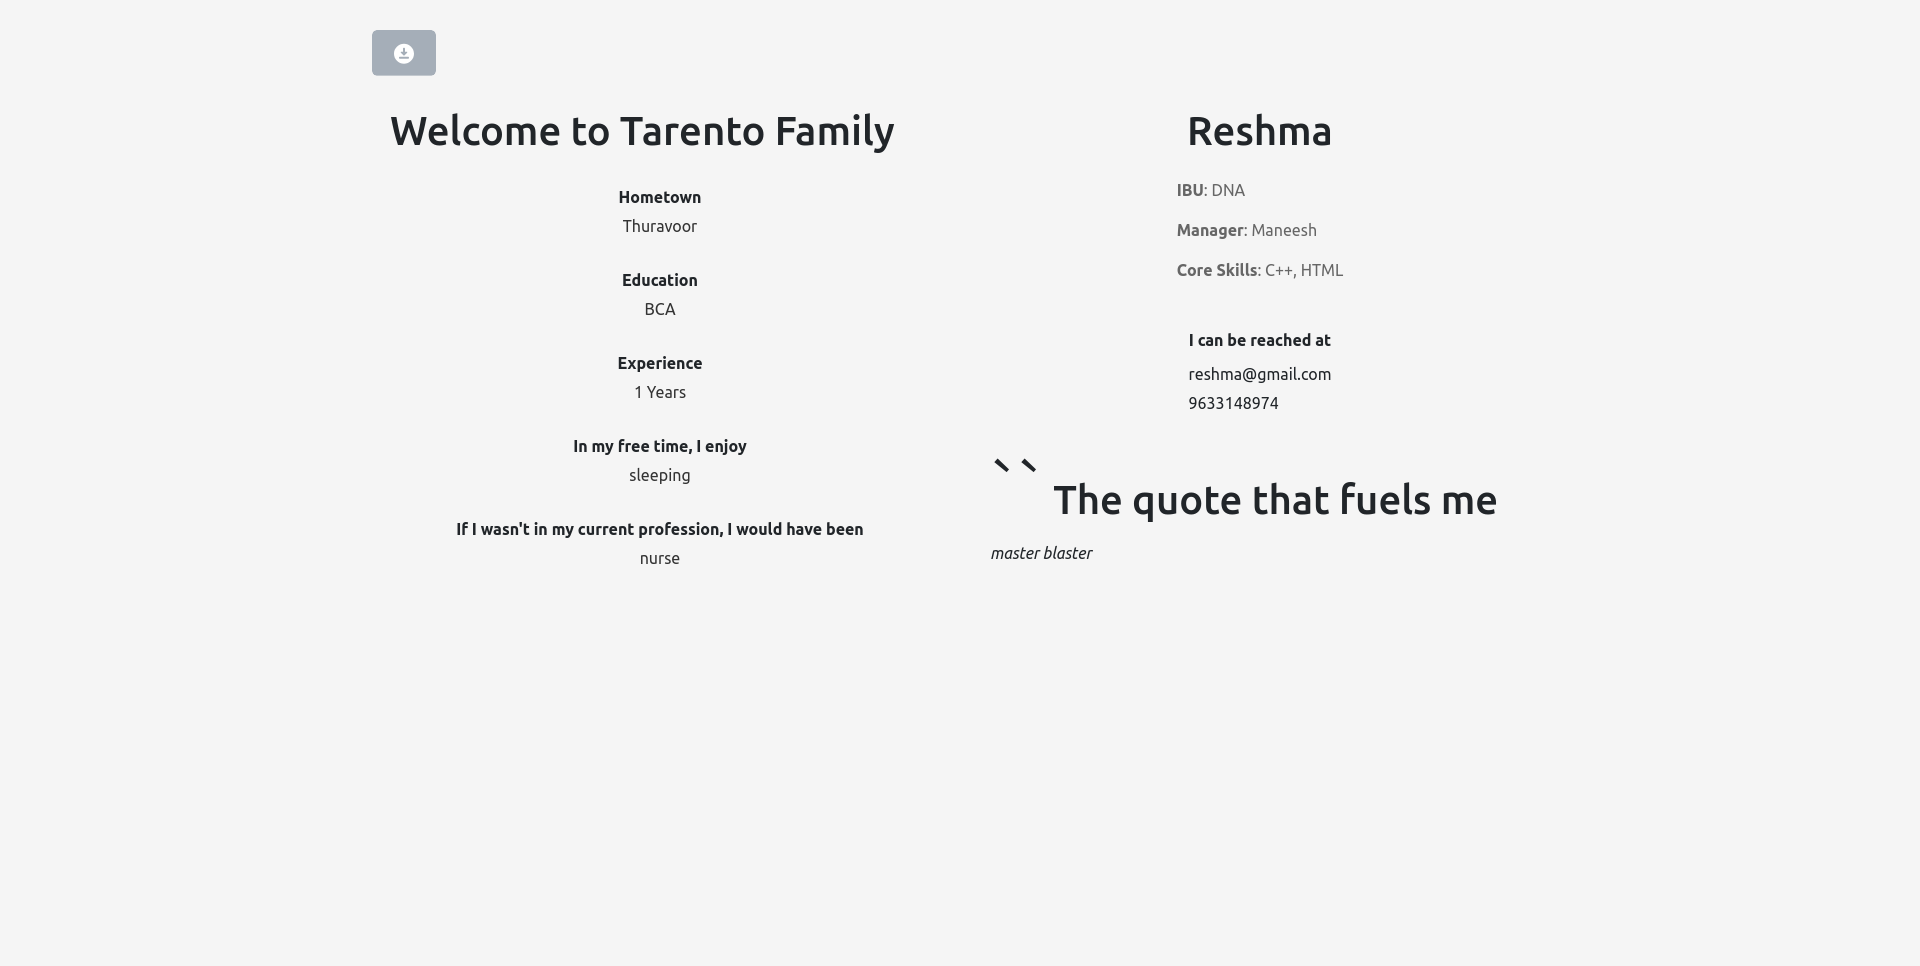 Welcome to Tarento Family
Hometown
Thuravoor
Education
BCA
Experience
1 Years
In my free time, I enjoy
sleeping
If I wasn't in my current profession, I would have been
nurse
Reshma
IBU: DNA
Manager: Maneesh
Core Skills: C++, HTML
I can be reached at
reshma@gmail.com
9633148974
`` The quote that fuels me
master blaster